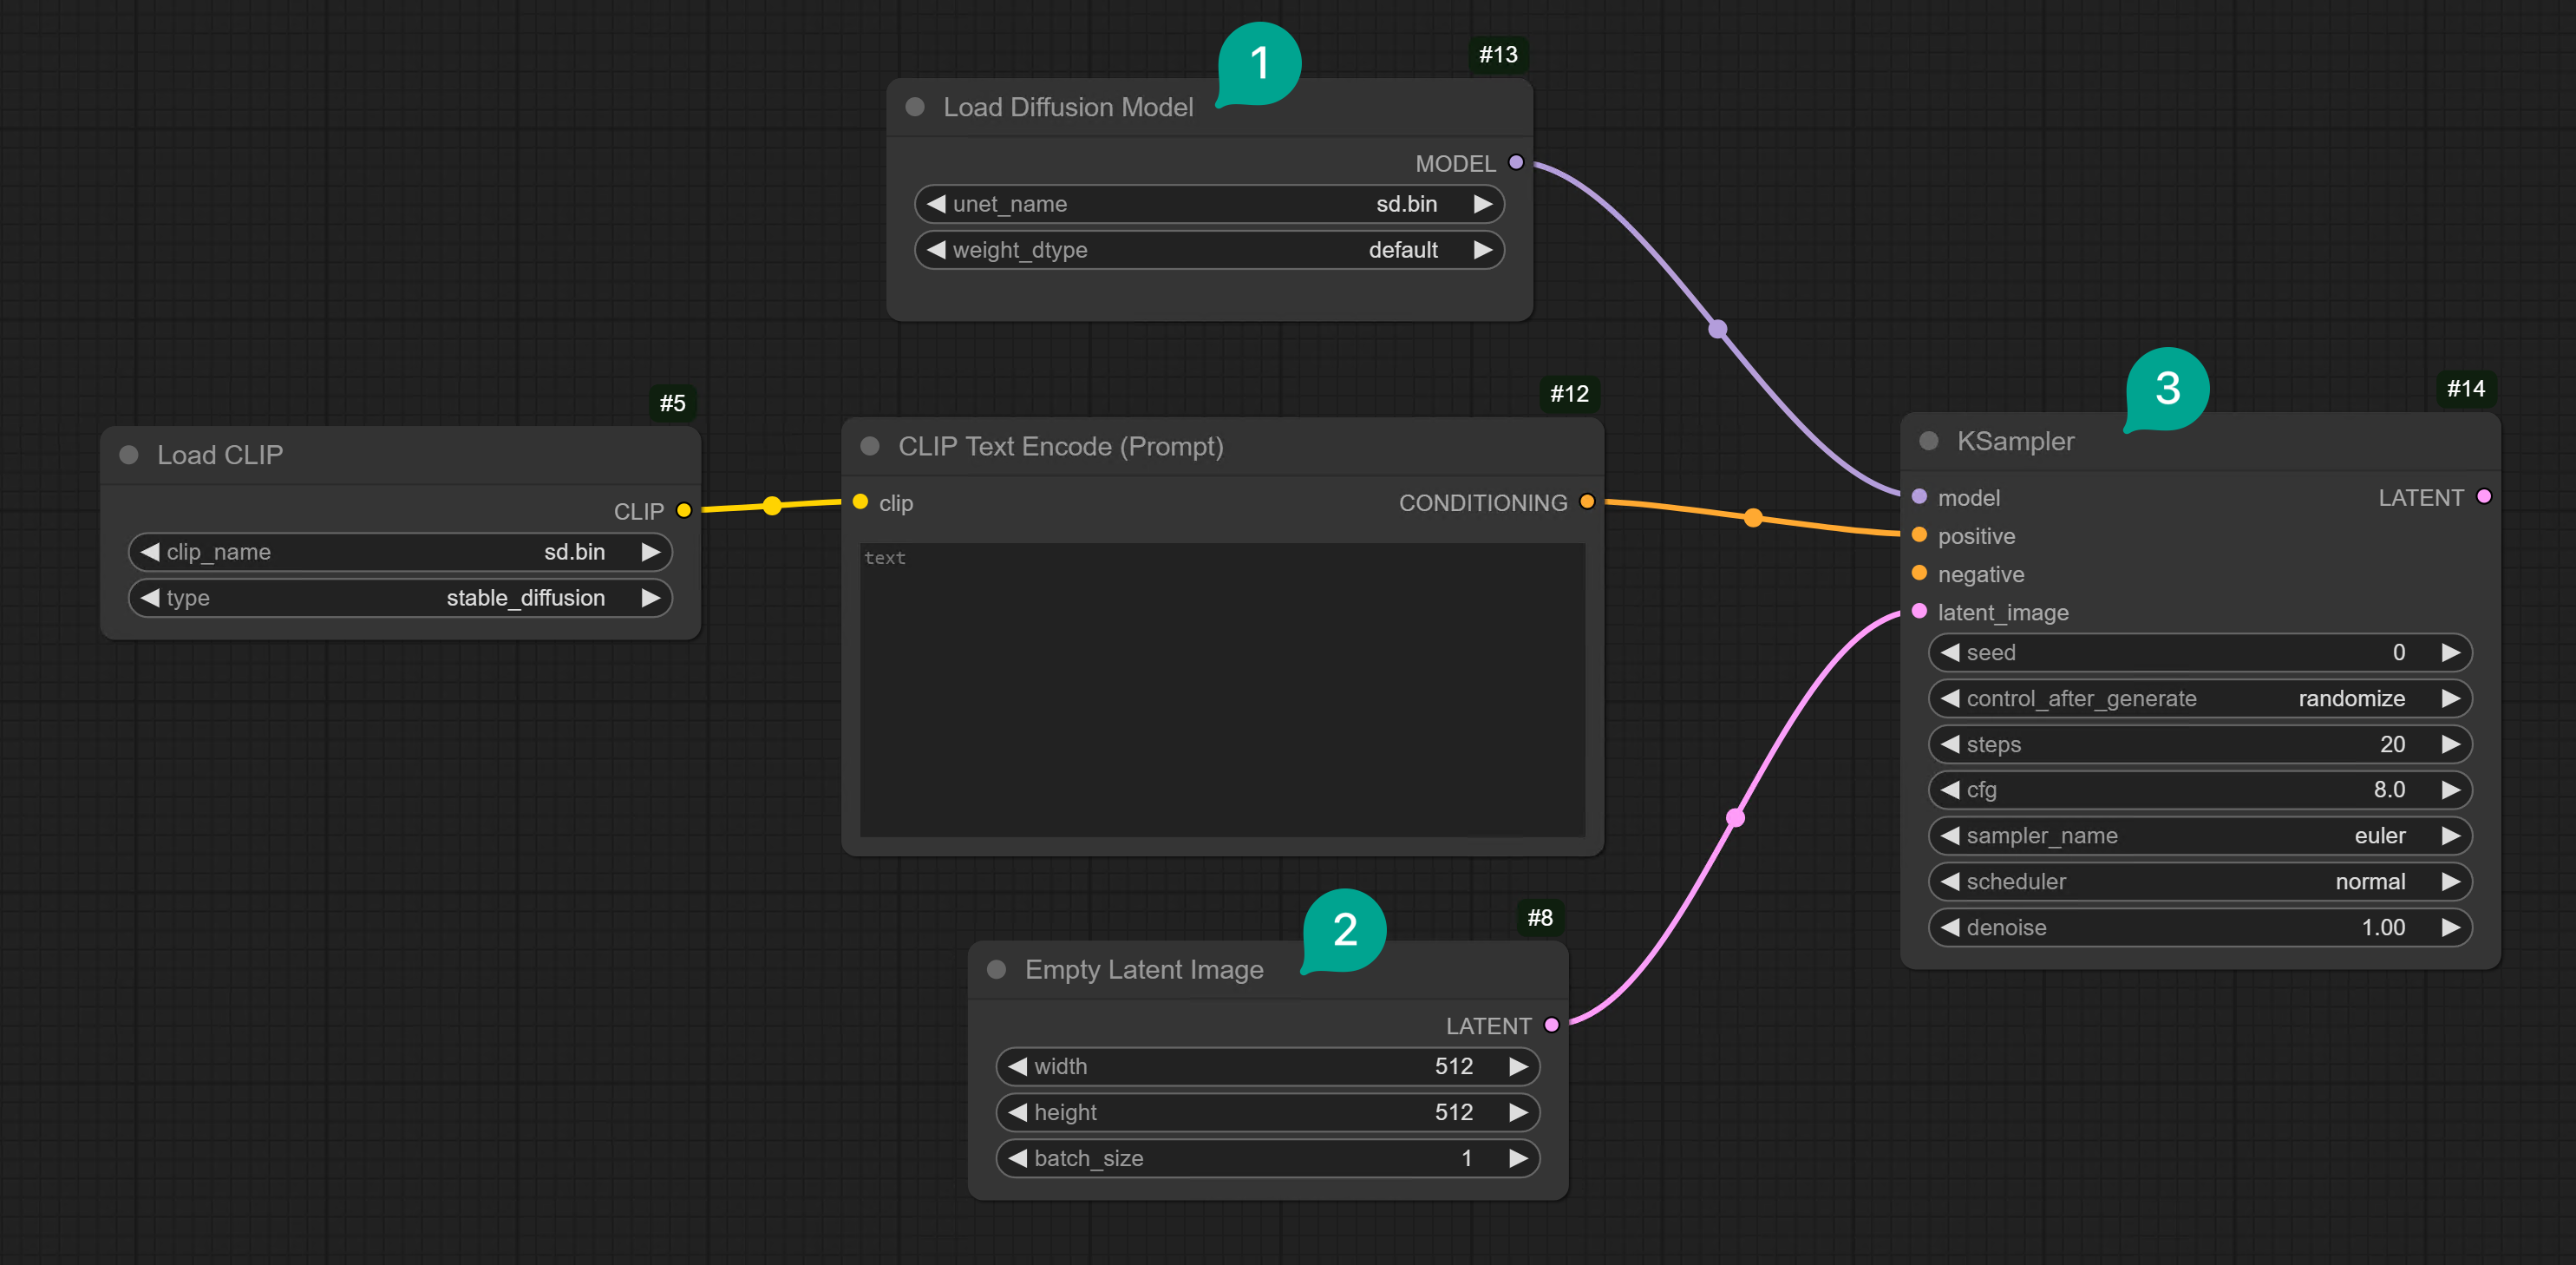 1
#13
Load Diffusion Model
MODEL
unet_name sd.bin
weight_dtype default
#5
Load CLIP
CLIP
clip_name sd.bin
type stable_diffusion
#12
CLIP Text Encode (Prompt)
clip CONDITIONING
text
2
#8
Empty Latent Image
LATENT
width 512
height 512
batch_size 1
3
#14
KSampler
model LATENT
positive
negative
latent_image
seed 0
control_after_generate randomize
steps 20
cfg 8.0
sampler_name euler
scheduler normal
denoise 1.00